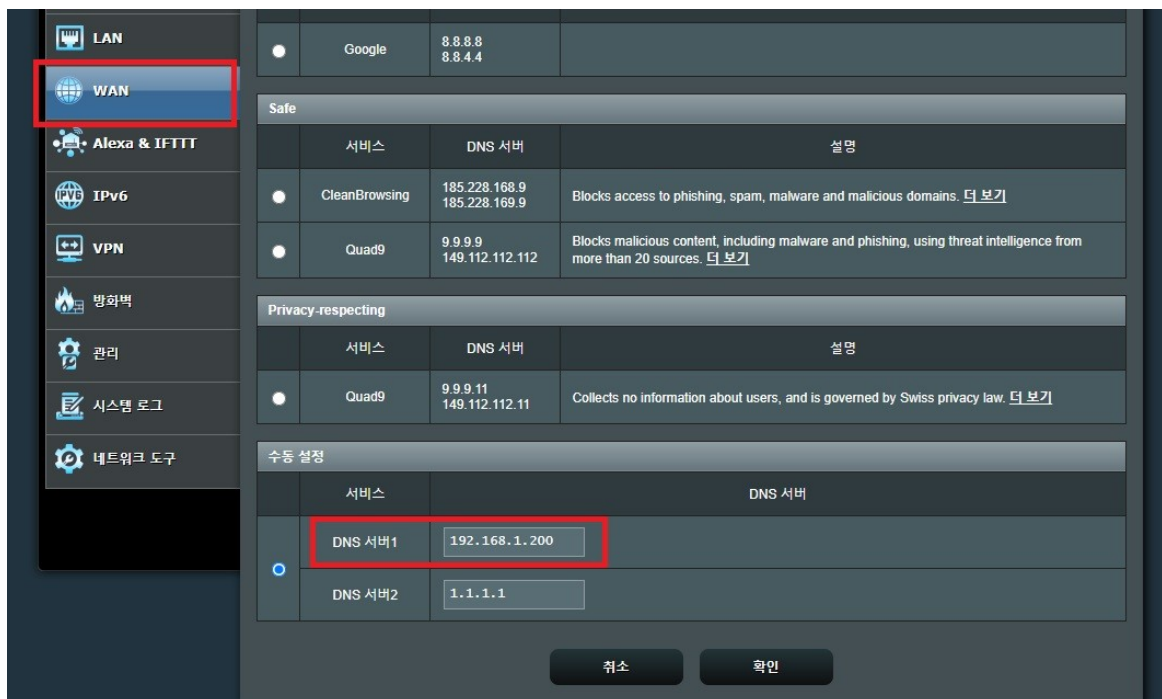 LAN
WAN
Alexa & IFTTT
IPv6
VPN
방화벽
관리
시스템 로그
네트워크 도구
Google
8.8.8.8
8.8.4.4
Safe
서비스 DNS 서버 설명
CleanBrowsing
185.228.168.9
185.228.169.9
Blocks access to phishing, spam, malware and malicious domains. 더 보기
Quad9
9.9.9.9
149.112.112.112
Blocks malicious content, including malware and phishing, using threat intelligence from
more than 20 sources. 더 보기
Privacy-respecting
서비스 DNS 서버 설명
Quad9
9.9.9.11
149.112.112.11
Collects no information about users, and is governed by Swiss privacy law. 더 보기
수동 설정
서비스 DNS 서버
DNS 서버1 192.168.1.200
DNS 서버2 1.1.1.1
취소 확인